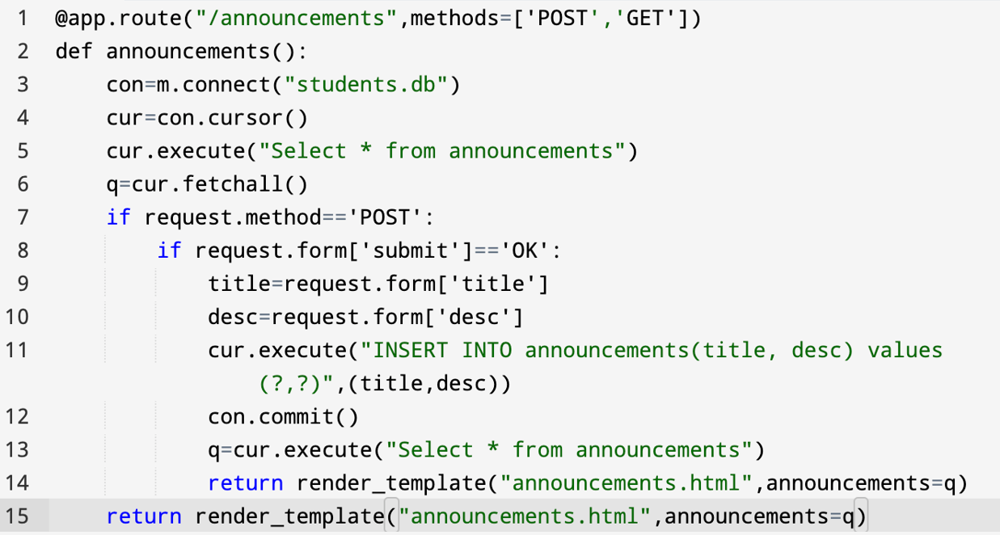 1 @app.route("/announcements",methods=['POST','GET'])
2 def announcements():
3     con=m.connect("students.db")
4     cur=con.cursor()
5     cur.execute("Select * from announcements")
6     q=cur.fetchall()
7     if request.method=='POST':
8         if request.form['submit']=='OK':
9             title=request.form['title']
10             desc=request.form['desc']
11             cur.execute("INSERT INTO announcements(title, desc) values
                (?,?)",(title,desc))
12             con.commit()
13             q=cur.execute("Select * from announcements")
14             return render_template("announcements.html",announcements=q)
15     return render_template("announcements.html",announcements=q)